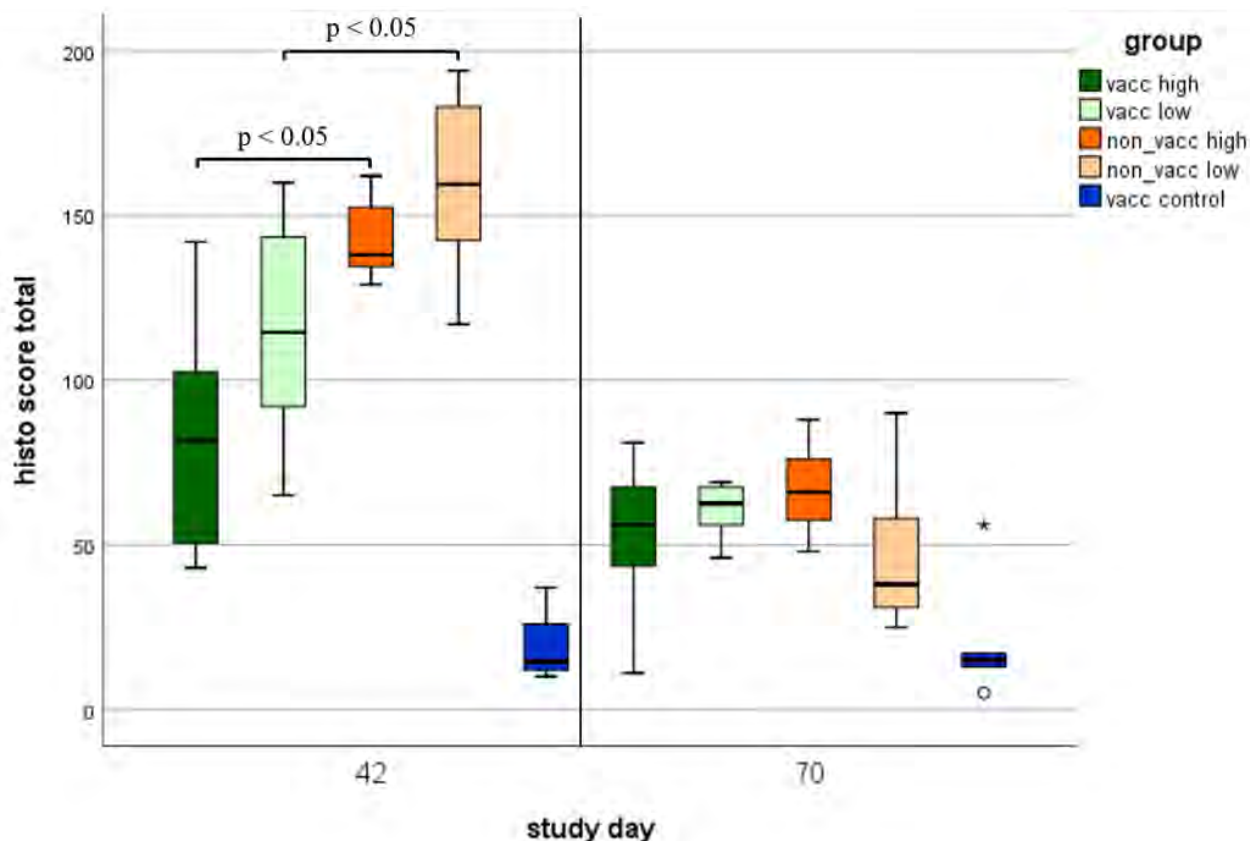 p < 0.05
p < 0.05
group
vacc high
vacc low
non_vacc high
non_vacc low
vacc control
histo score total
200
150
100
50
0
42
70
study day